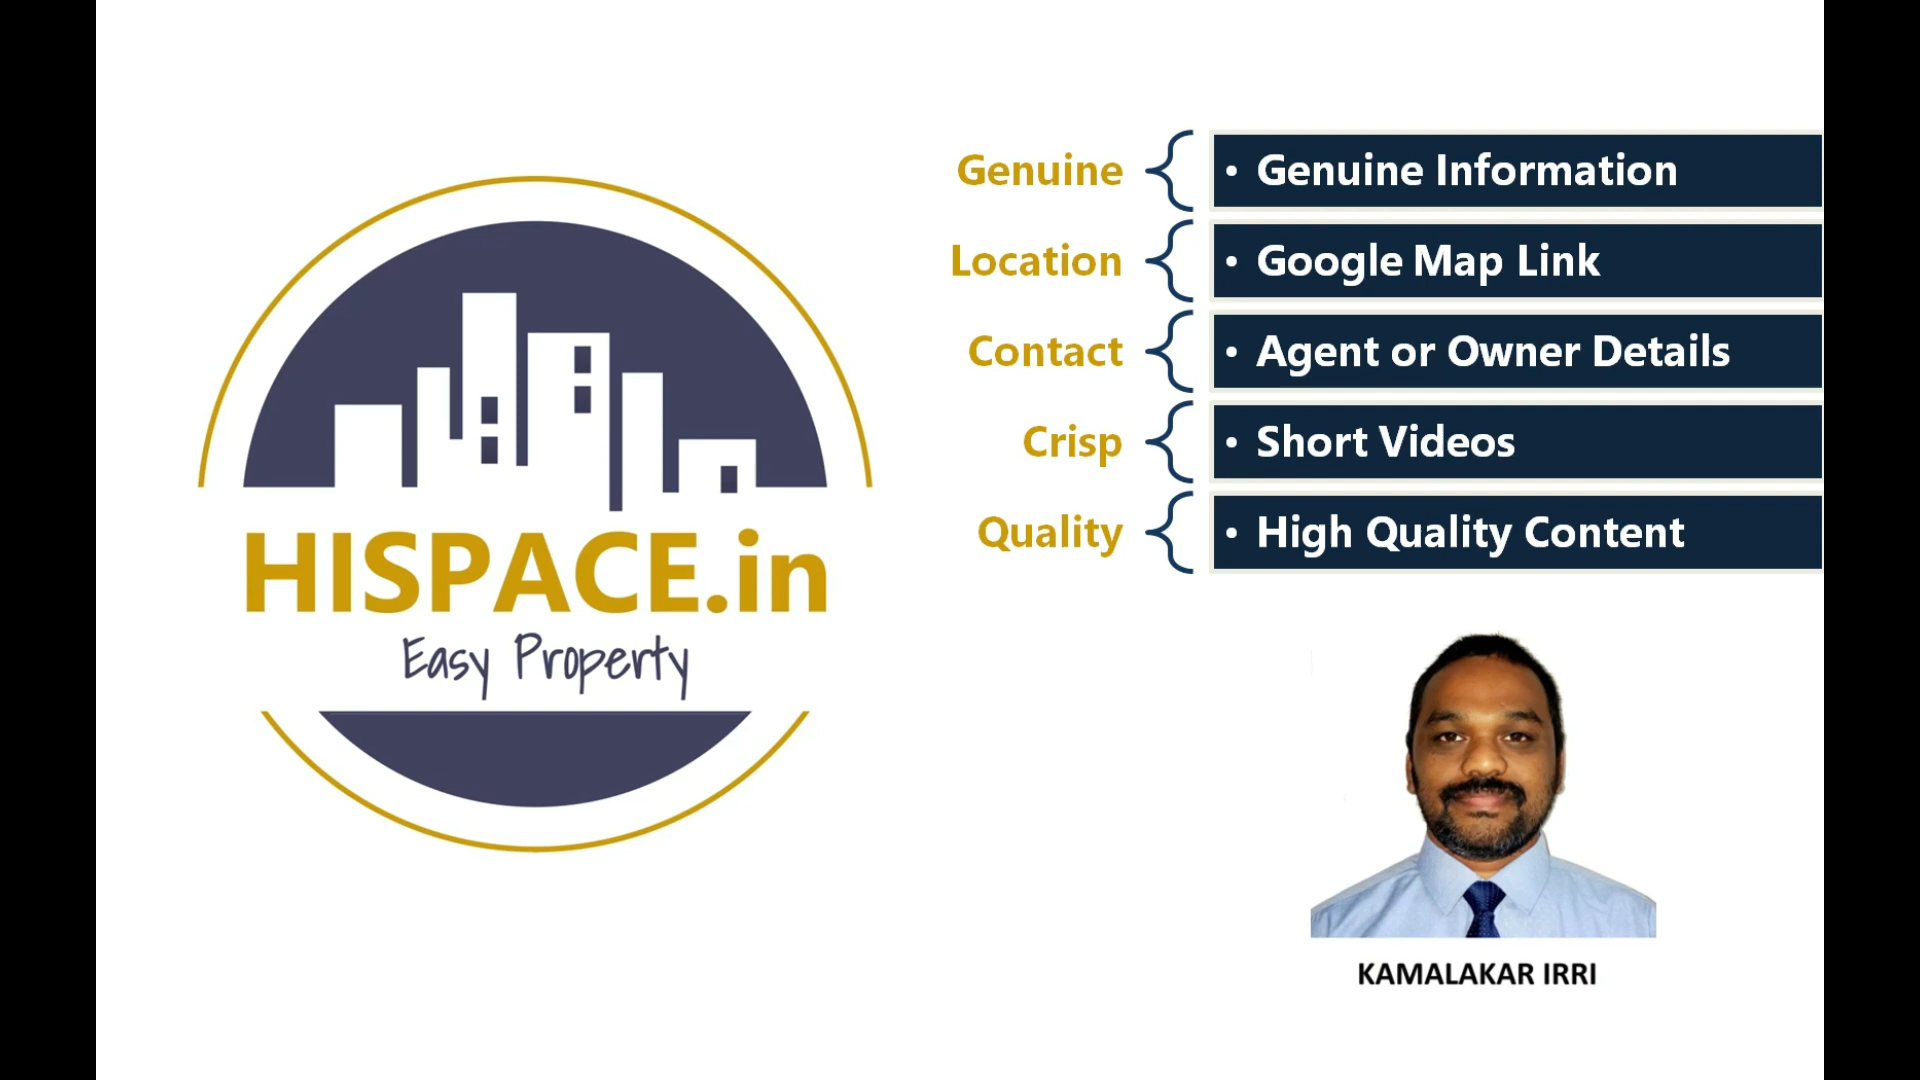 HISPACE.in
Easy Property
Genuine
• Genuine Information
Location
• Google Map Link
Contact
• Agent or Owner Details
Crisp
• Short Videos
Quality
• High Quality Content
KAMALAKAR IRRI